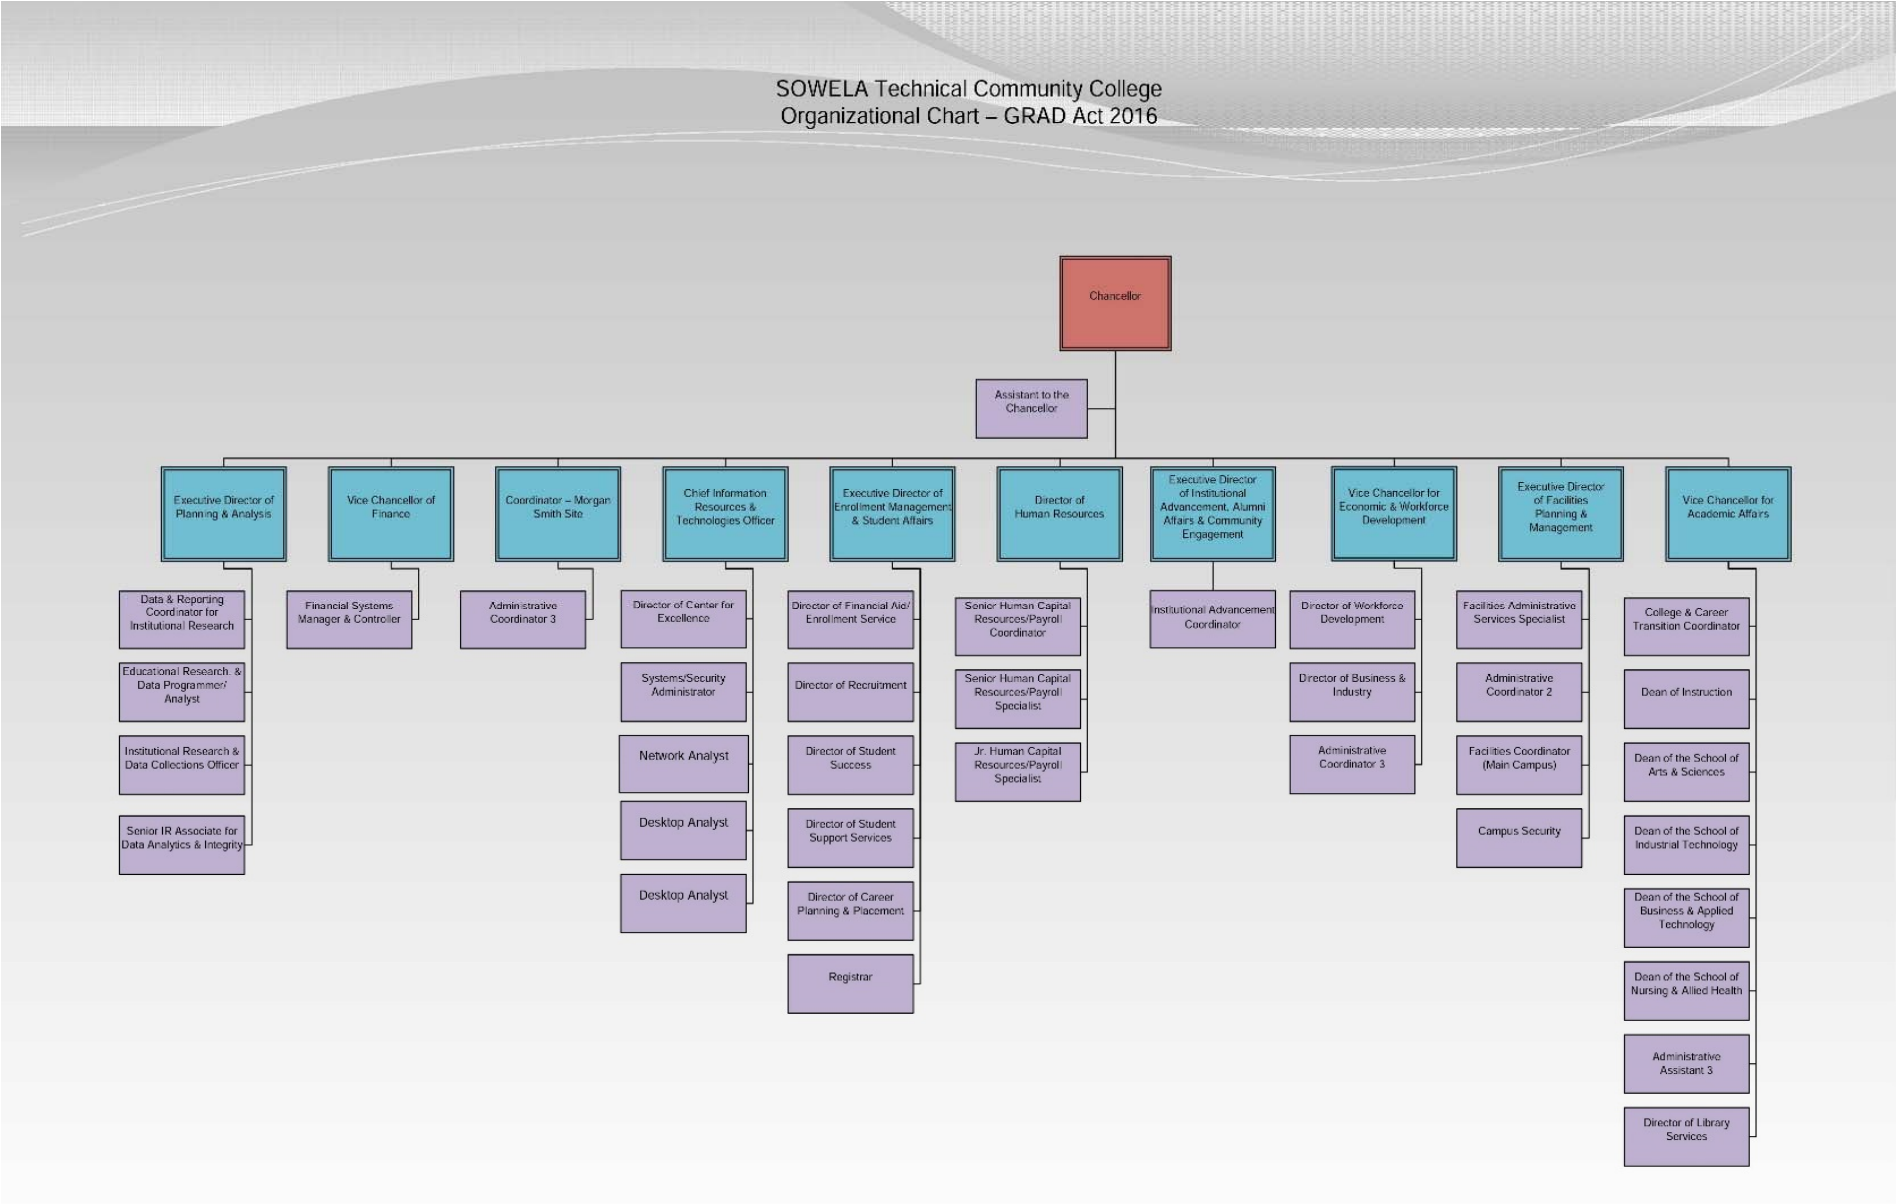 SOWELA Technical Community College
Organizational Chart – GRAD Act 2016
Chancellor
Assistant to the
Chancellor
Executive Director of
Planning & Analysis
Vice Chancellor of
Finance
Coordinator – Morgan
Smith Site
Chief Information
Resources &
Technologies Officer
Executive Director of
Enrollment Management
& Student Affairs
Director of
Human Resources
Executive Director
of Institutional
Advancement, Alumni
Affairs & Community
Engagement
Vice Chancellor for
Economic & Workforce
Development
Executive Director
of Facilities
Planning &
Management
Vice Chancellor for
Academic Affairs
Data & Reporting
Coordinator for
Institutional Research
Educational Research. &
Data Programmer/
Analyst
Institutional Research &
Data Collections Officer
Senior IR Associate for
Data Analytics & Integrity
Financial Systems
Manager & Controller
Administrative
Coordinator 3
Director of Center for
Excellence
Systems/Security
Administrator
Network Analyst
Desktop Analyst
Desktop Analyst
Director of Financial Aid/
Enrollment Service
Director of Recruitment
Director of Student
Success
Director of Student
Support Services
Director of Career
Planning & Placement
Registrar
Senior Human Capital
Resources/Payroll
Coordinator
Senior Human Capital
Resources/Payroll
Specialist
Jr. Human Capital
Resources/Payroll
Specialist
Institutional Advancement
Coordinator
Director of Workforce
Development
Director of Business &
Industry
Administrative
Coordinator 3
Facilities Administrative
Services Specialist
Administrative
Coordinator 2
Facilities Coordinator
(Main Campus)
Campus Security
College & Career
Transition Coordinator
Dean of Instruction
Dean of the School of
Arts & Sciences
Dean of the School of
Industrial Technology
Dean of the School of
Business & Applied
Technology
Dean of the School of
Nursing & Allied Health
Administrative
Assistant 3
Director of Library
Services